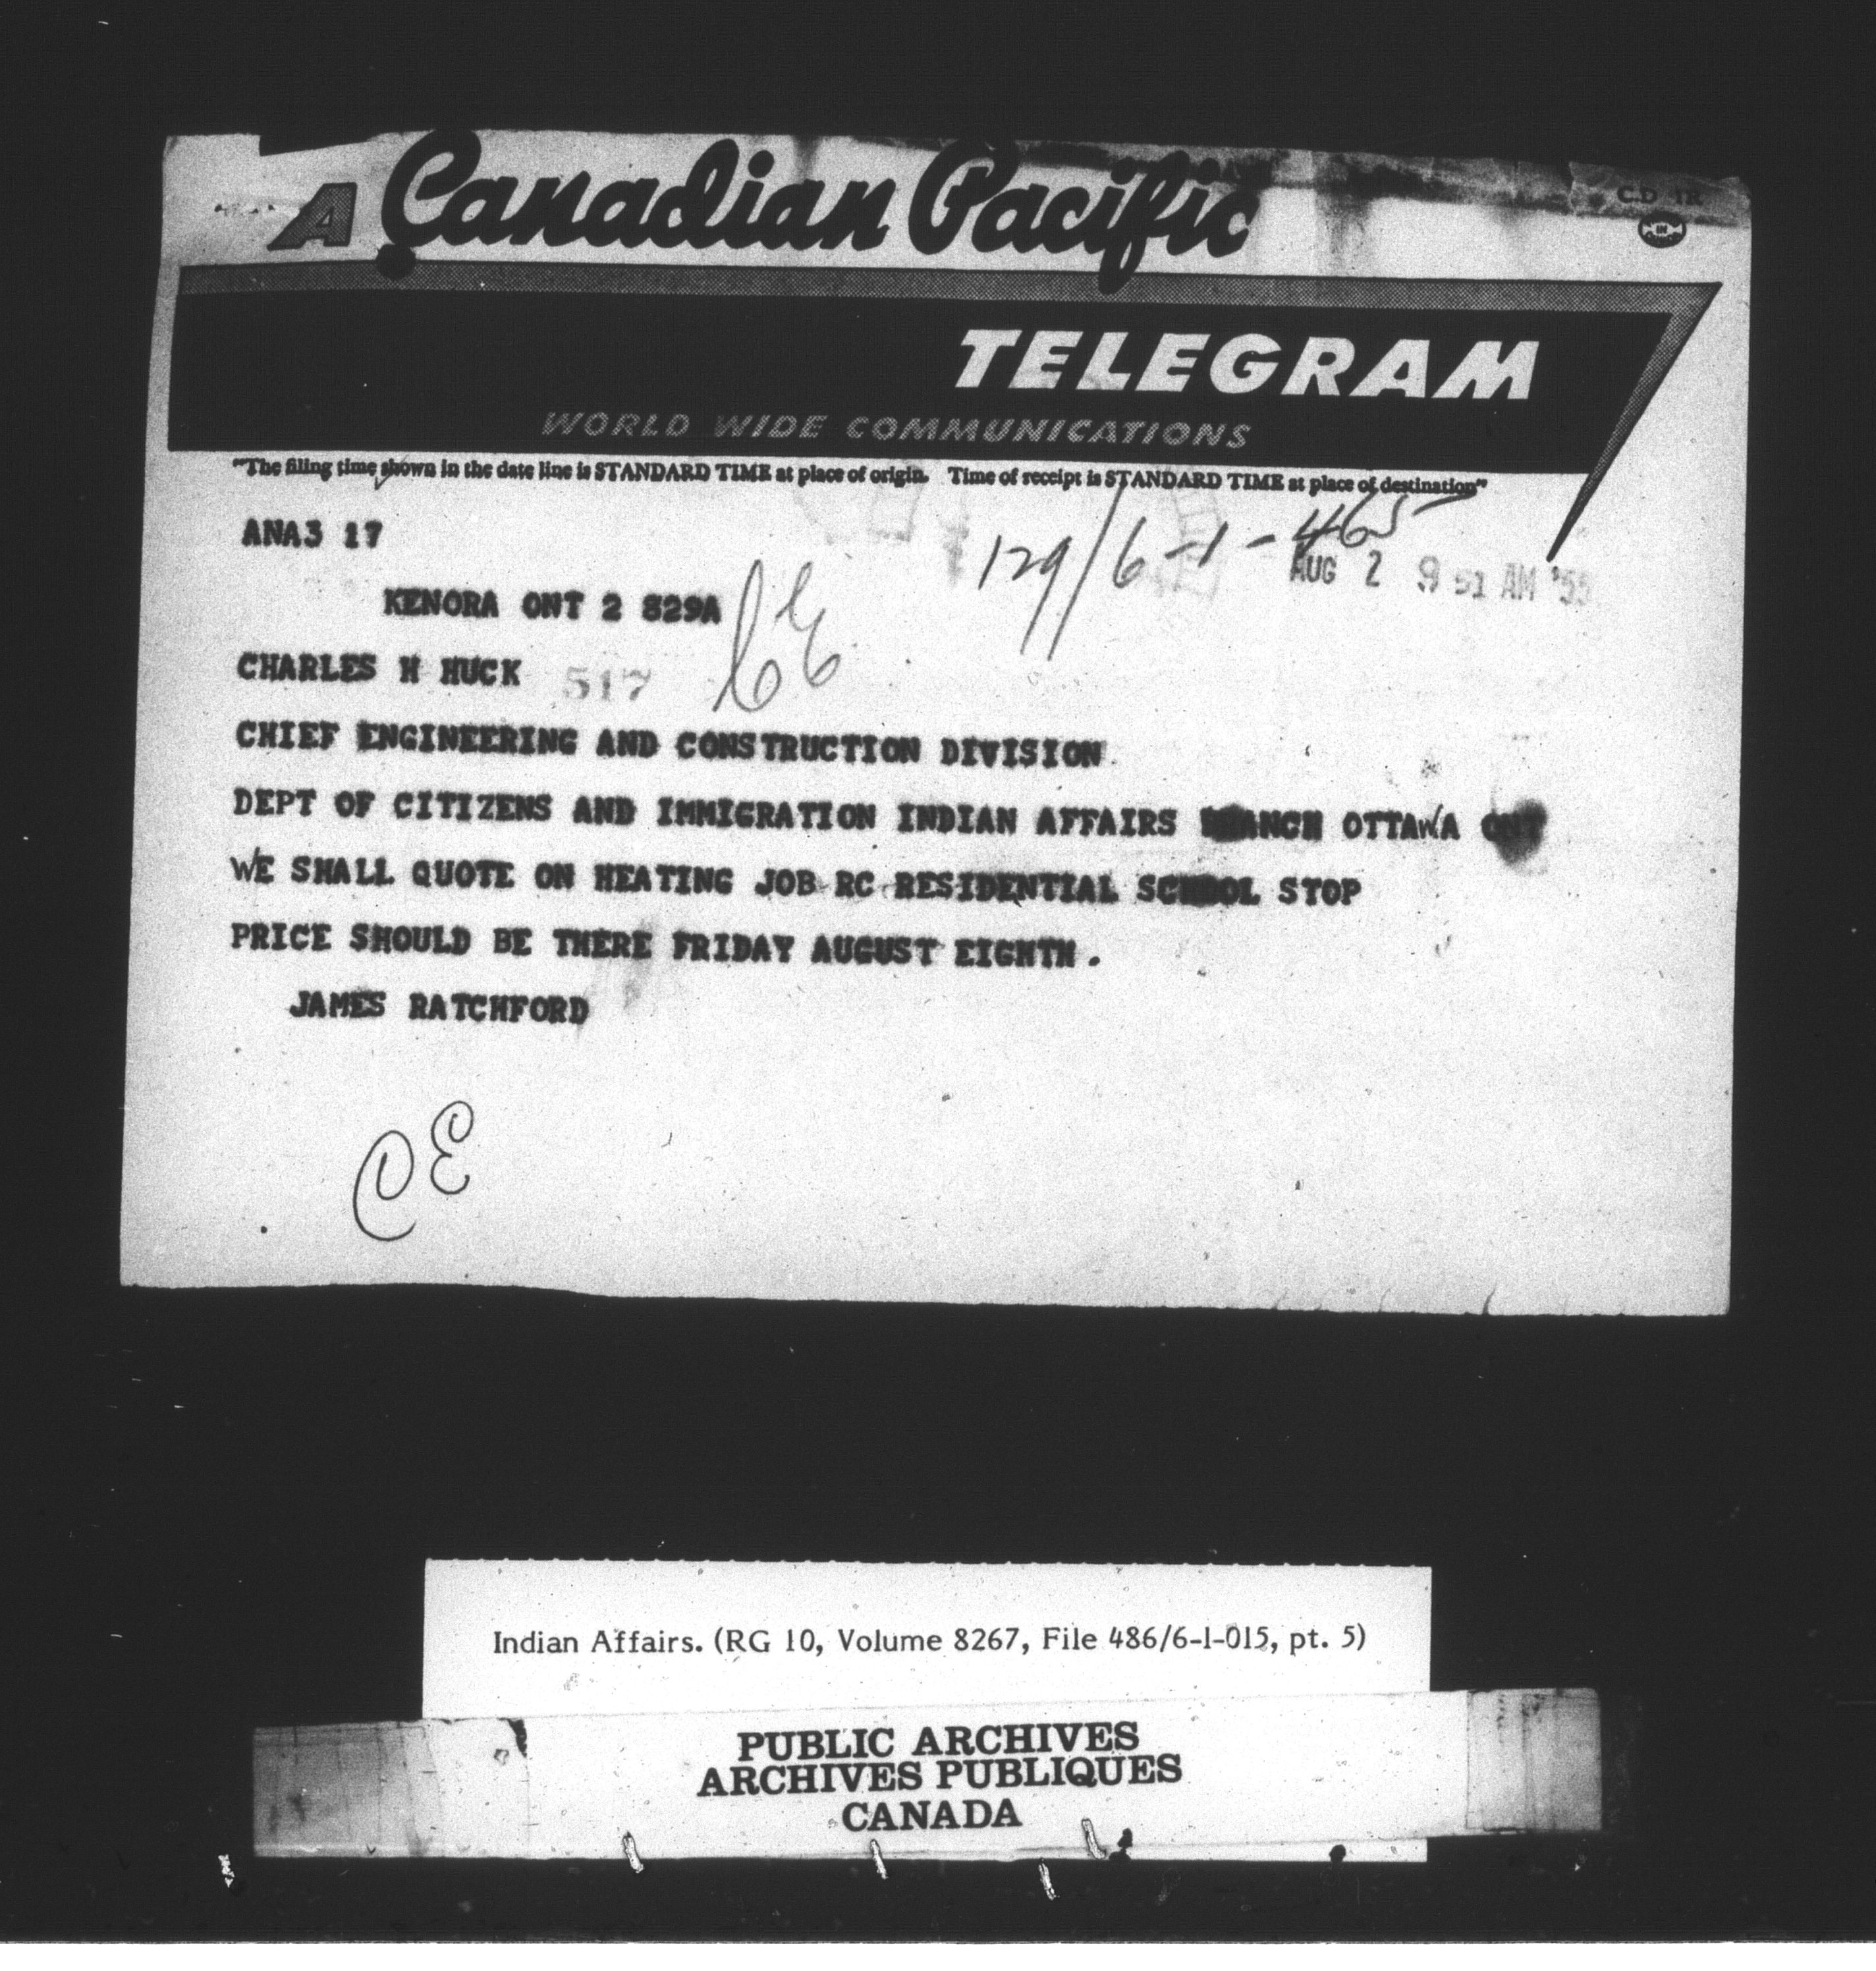 A Canadian Pacific
C.D. TR
TELEGRAM
WORLD WIDE COMMUNICATIONS
"The filing time shown in the date line is STANDARD TIME at place of origin. Time of receipt is STANDARD TIME at place of destination"
129/6-1-465
ANA3 17
AUG 2 9 51 AM '55
KENORA ONT 2 829A
CE
CHARLES H HUCK 517
CHIEF ENGINEERING AND CONSTRUCTION DIVISION
DEPT OF CITIZENS AND IMMIGRATION INDIAN AFFAIRS BRANCH OTTAWA ONT
WE SHALL QUOTE ON HEATING JOB RC RESIDENTIAL SCHOOL STOP
PRICE SHOULD BE THERE FRIDAY AUGUST EIGHTH.
JAMES RATCHFORD
CE
Indian Affairs. (RG 10, Volume 8267, File 486/6-1-015, pt. 5)
PUBLIC ARCHIVES
ARCHIVES PUBLIQUES
CANADA